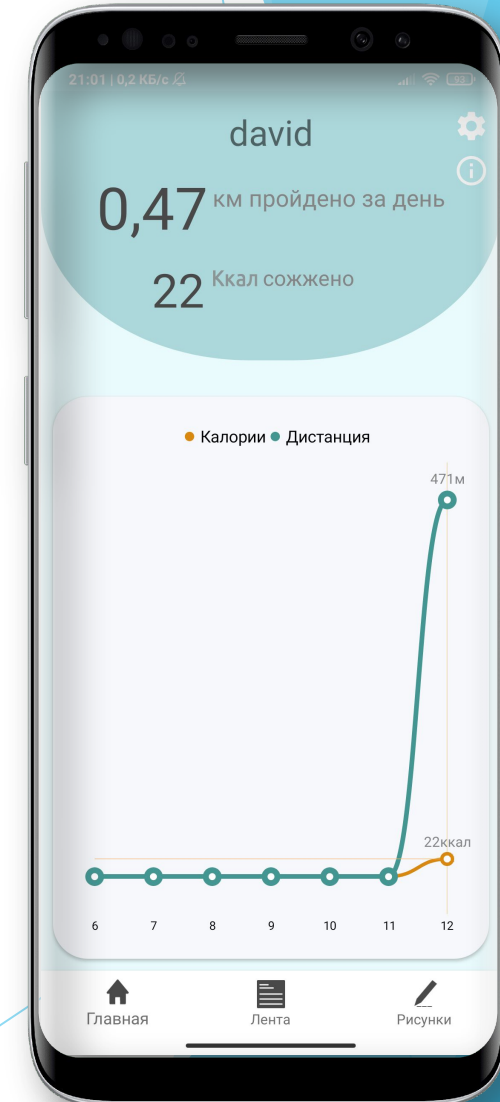 21:01 | 0,2 КБ/с
93
david
0,47 км пройдено за день
22 Ккал сожжено
Калории Дистанция
471м
22ккал
6 7 8 9 10 11 12
Главная Лента Рисунки